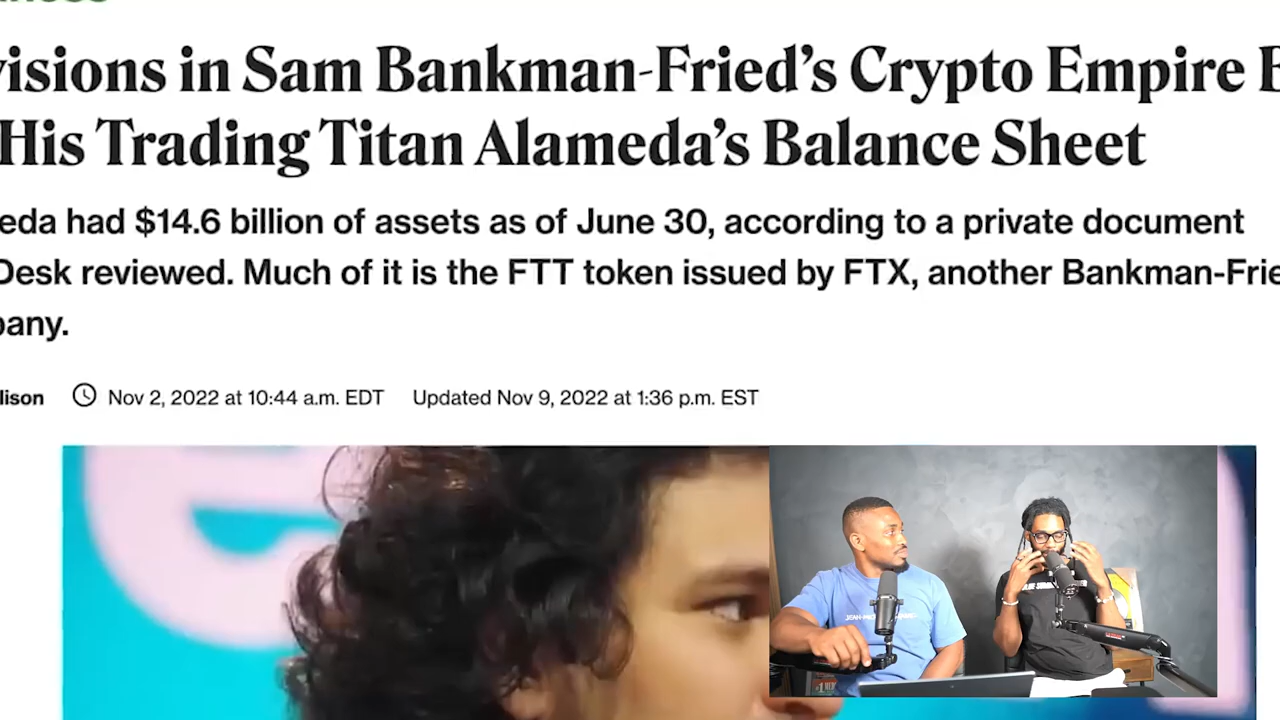 visions in Sam Bankman-Fried's Crypto Empire
His Trading Titan Alameda's Balance Sheet
eda had $14.6 billion of assets as of June 30, according to a private document
Desk reviewed. Much of it is the FTT token issued by FTX, another Bankman-Frie
pany.
lison Nov 2, 2022 at 10:44 a.m. EDT Updated Nov 9, 2022 at 1:36 p.m. EST